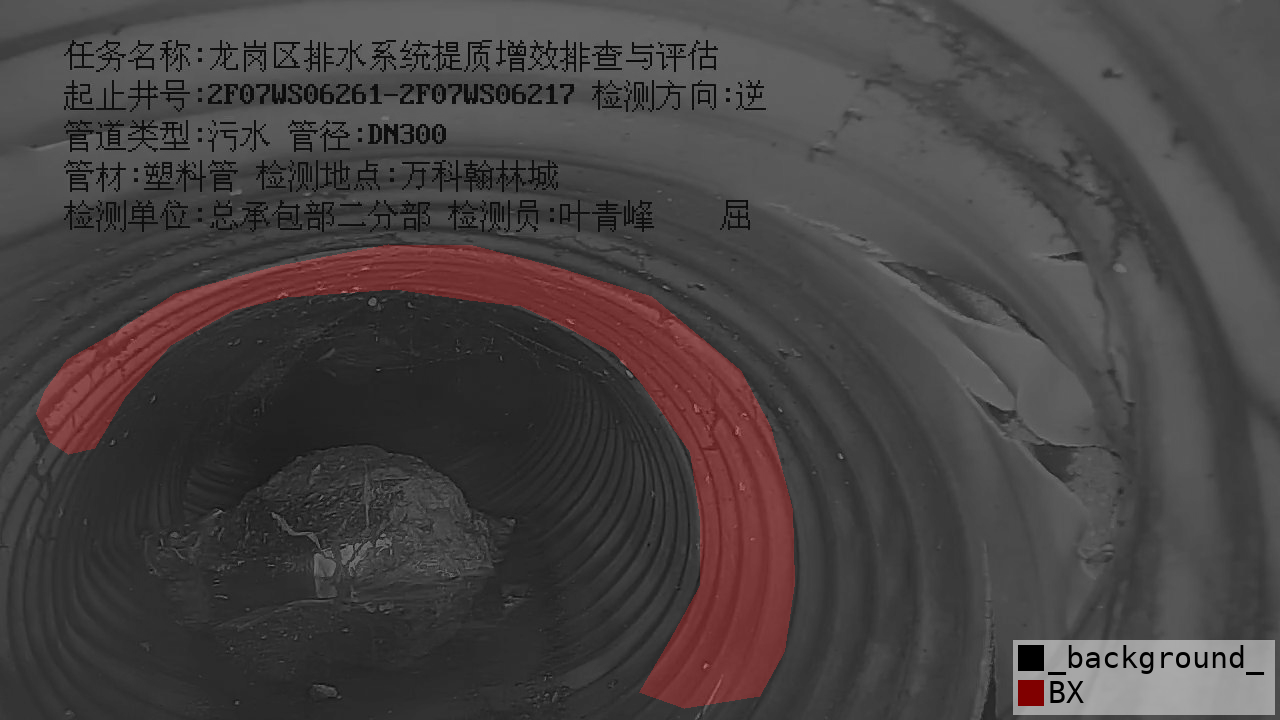 任务名称:龙岗区排水系统提质增效排查与评估
起止井号:2F07WS06261-2F07WS06217 检测方向:逆
管道类型:污水 管径:DN300
管材:塑料管 检测地点:万科翰林城
检测单位:总承包部二分部 检测员:叶青峰 屈
_background_
BX